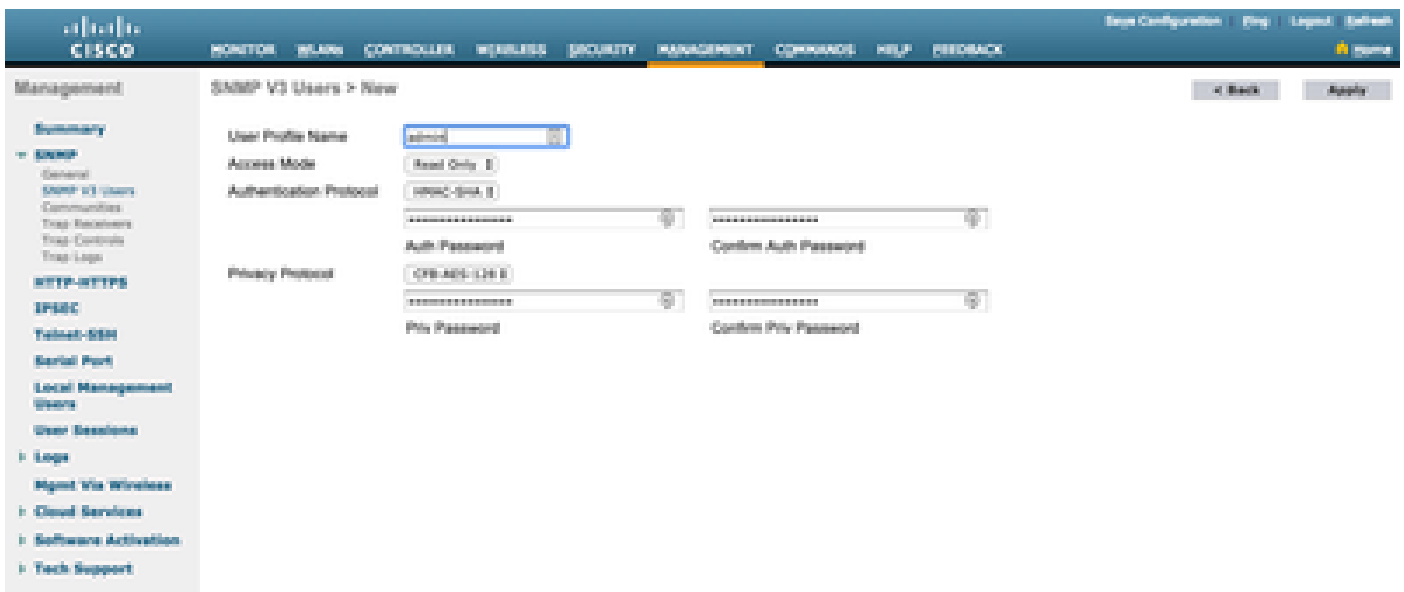 CISCO
Save Configuration | Ping | Logout | Refresh
MONITOR WLANs CONTROLLER WIRELESS SECURITY MANAGEMENT COMMANDS HELP FEEDBACK
Home
Management
Summary
SNMP
General
SNMP V3 Users
Communities
Trap Receivers
Trap Controls
Trap Logs
HTTP-HTTPS
IPSEC
Telnet-SSH
Serial Port
Local Management
Users
User Sessions
Logs
Mgmt Via Wireless
Cloud Services
Software Activation
Tech Support
SNMP V3 Users > New
< Back
Apply
User Profile Name
admin
Access Mode
Read Only
Authentication Protocol
HMAC-SHA
Auth Password
Confirm Auth Password
Privacy Protocol
CFB-AES-128
Priv Password
Confirm Priv Password